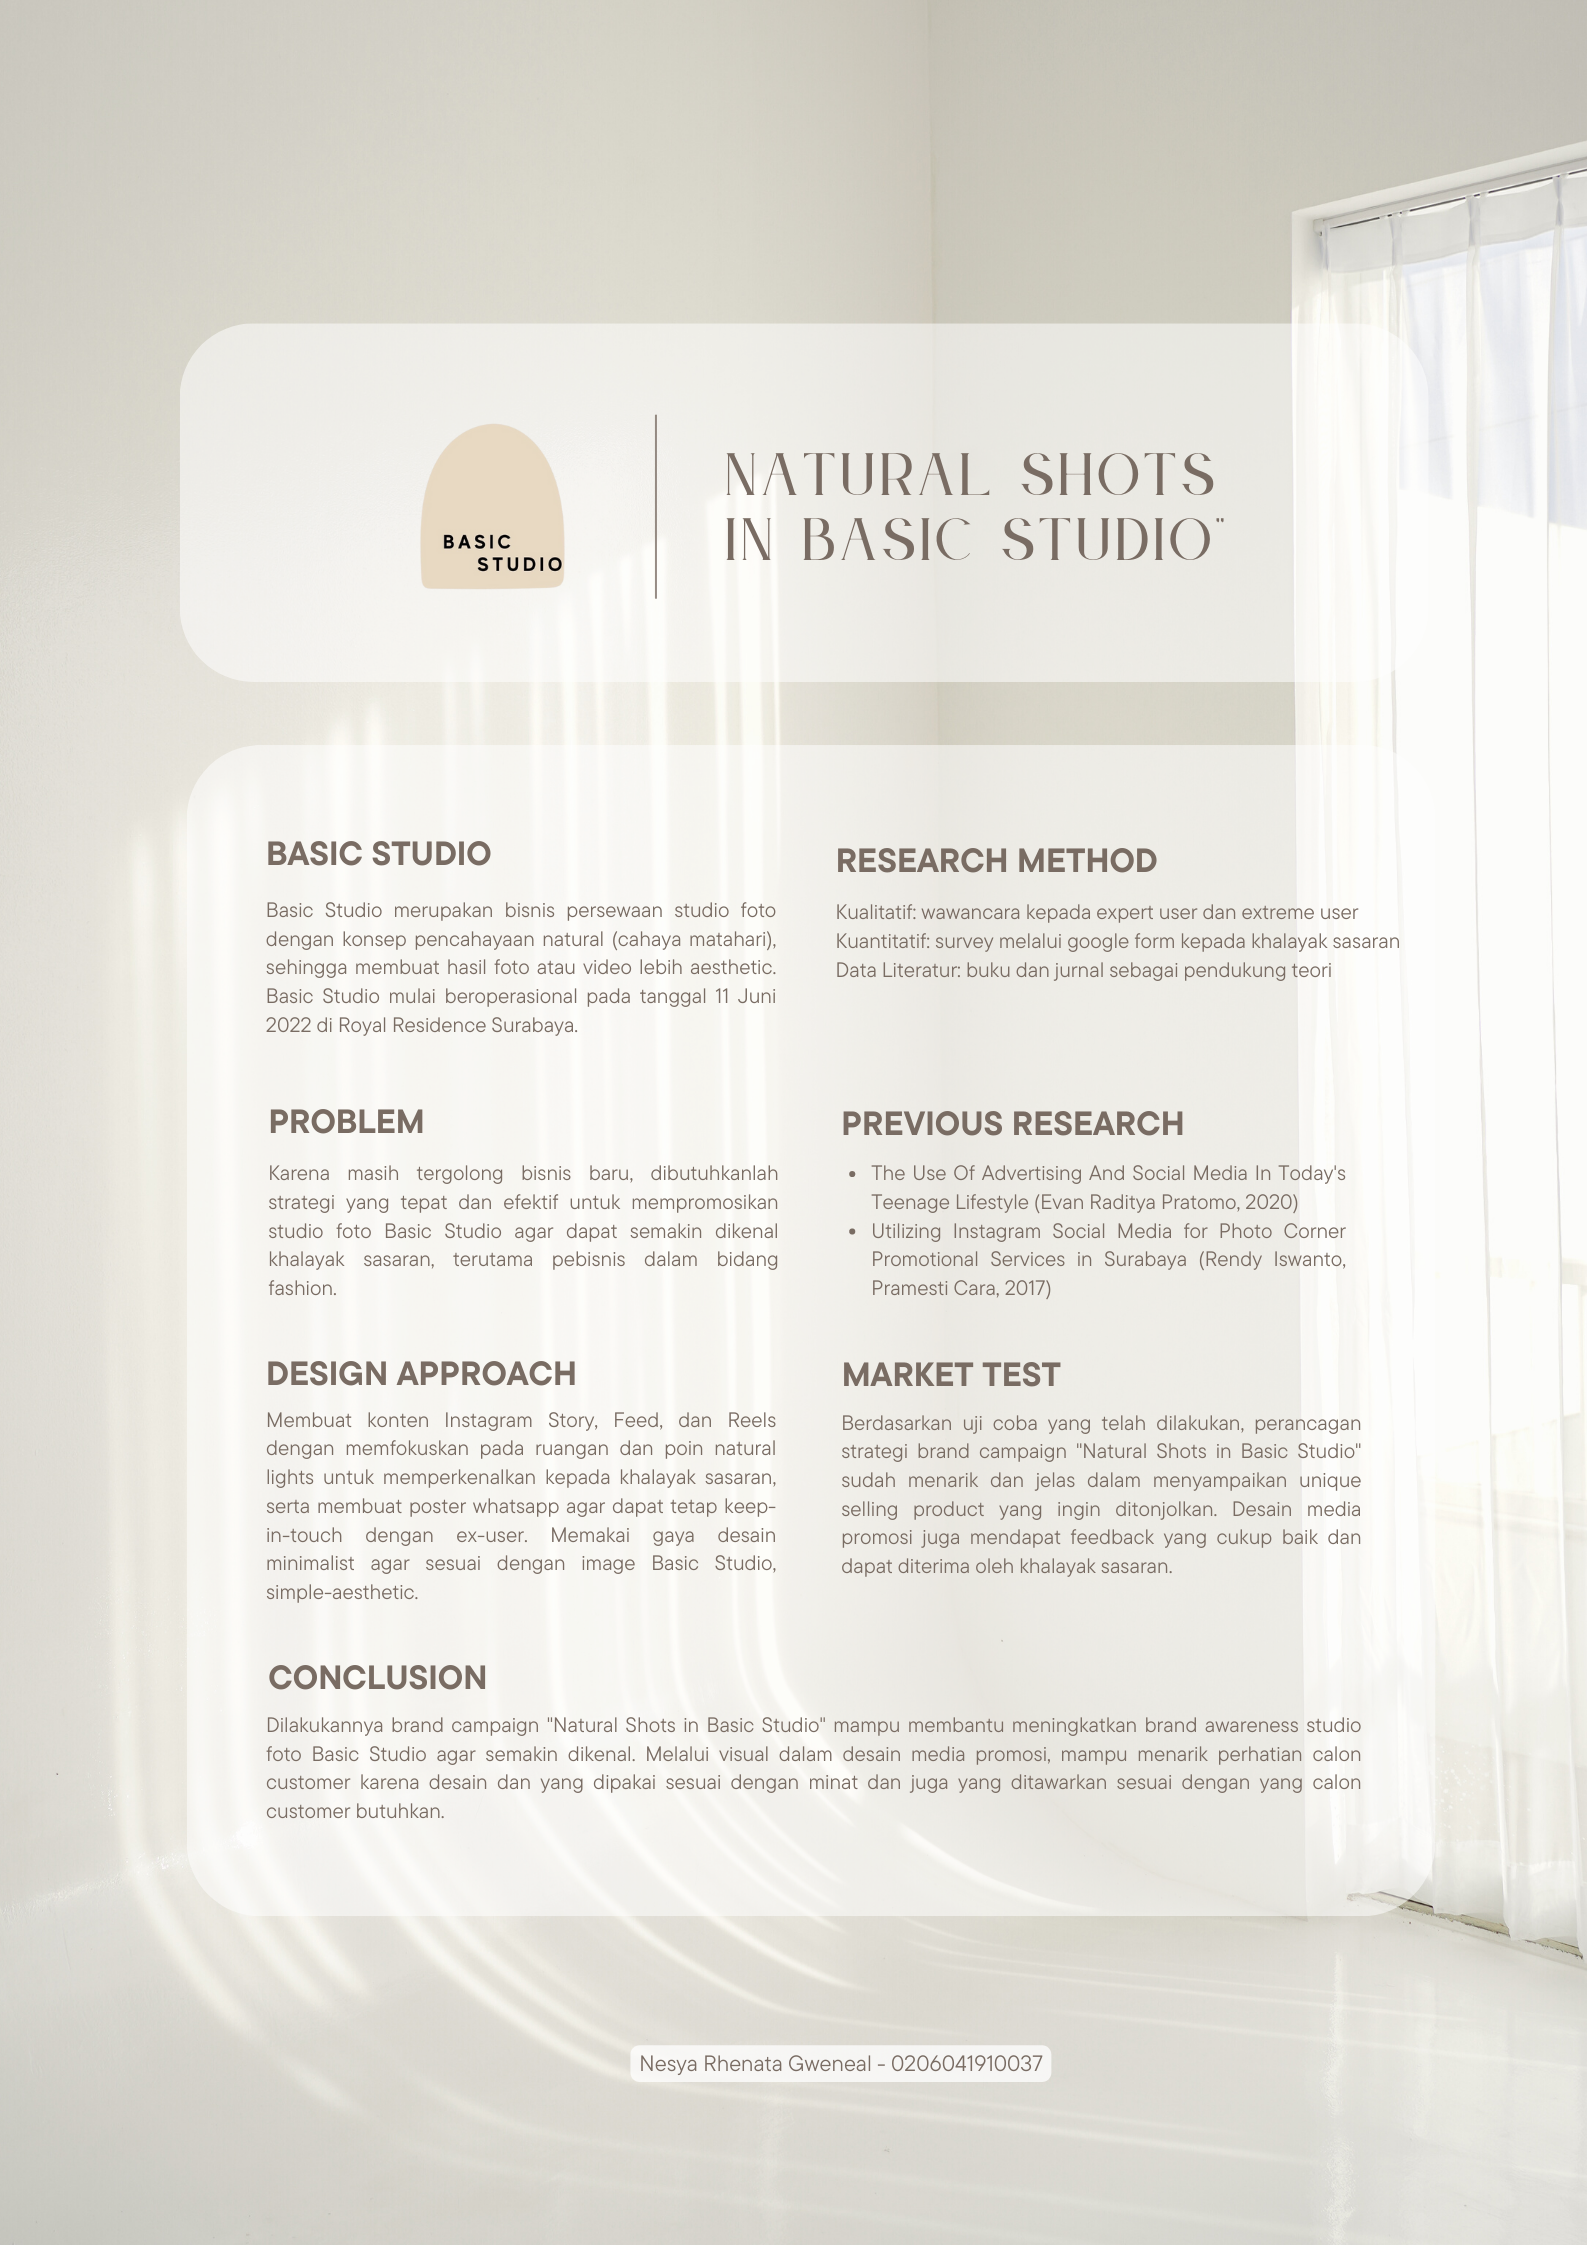 BASIC
STUDIO
NATURAL SHOTS
IN BASIC STUDIO"
BASIC STUDIO
Basic Studio merupakan bisnis persewaan studio foto
dengan konsep pencahayaan natural (cahaya matahari),
sehingga membuat hasil foto atau video lebih aesthetic.
Basic Studio mulai beroperasional pada tanggal 11 Juni
2022 di Royal Residence Surabaya.
PROBLEM
Karena masih tergolong bisnis baru, dibutuhkanlah
strategi yang tepat dan efektif untuk mempromosikan
studio foto Basic Studio agar dapat semakin dikenal
khalayak sasaran, terutama pebisnis dalam bidang
fashion.
DESIGN APPROACH
Membuat konten Instagram Story, Feed, dan Reels
dengan memfokuskan pada ruangan dan poin natural
lights untuk memperkenalkan kepada khalayak sasaran,
serta membuat poster whatsapp agar dapat tetap keep-
in-touch dengan ex-user. Memakai gaya desain
minimalist agar sesuai dengan image Basic Studio,
simple-aesthetic.
RESEARCH METHOD
Kualitatif: wawancara kepada expert user dan extreme user
Kuantitatif: survey melalui google form kepada khalayak sasaran
Data Literatur: buku dan jurnal sebagai pendukung teori
PREVIOUS RESEARCH
• The Use Of Advertising And Social Media In Today's
Teenage Lifestyle (Evan Raditya Pratomo, 2020)
• Utilizing Instagram Social Media for Photo Corner
Promotional Services in Surabaya (Rendy Iswanto,
Pramesti Cara, 2017)
MARKET TEST
Berdasarkan uji coba yang telah dilakukan, perancagan
strategi brand campaign "Natural Shots in Basic Studio"
sudah menarik dan jelas dalam menyampaikan unique
selling product yang ingin ditonjolkan. Desain media
promosi juga mendapat feedback yang cukup baik dan
dapat diterima oleh khalayak sasaran.
CONCLUSION
Dilakukannya brand campaign "Natural Shots in Basic Studio" mampu membantu meningkatkan brand awareness studio
foto Basic Studio agar semakin dikenal. Melalui visual dalam desain media promosi, mampu menarik perhatian calon
customer karena desain dan yang dipakai sesuai dengan minat dan juga yang ditawarkan sesuai dengan yang calon
customer butuhkan.
Nesya Rhenata Gweneal - 0206041910037